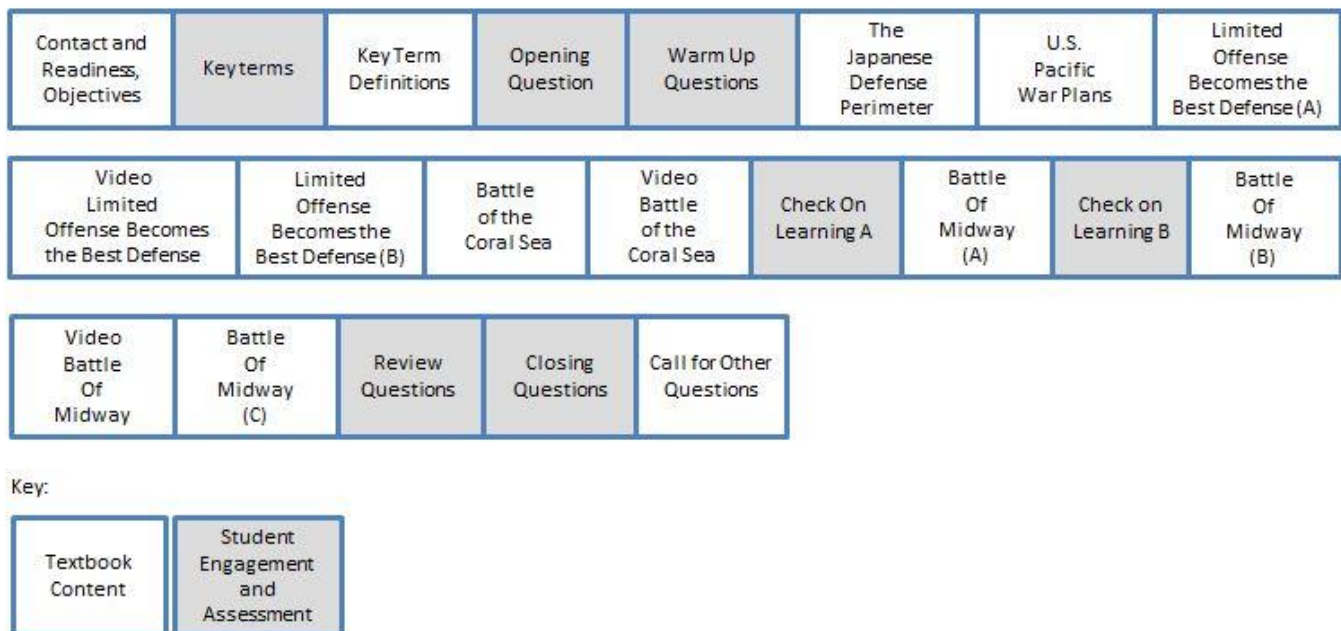 Contact and
Readiness,
Objectives
Key terms
Key Term
Definitions
Opening
Question
Warm Up
Questions
The
Japanese
Defense
Perimeter
U.S.
Pacific
War Plans
Limited
Offense
Becomes the
Best Defense (A)
Video
Limited
Offense Becomes
the Best Defense
Limited
Offense
Becomes the
Best Defense (B)
Battle
of the
Coral Sea
Video
Battle
of the
Coral Sea
Check On
Learning A
Battle
Of
Midway
(A)
Check on
Learning B
Battle
Of
Midway
(B)
Video
Battle
Of
Midway
Battle
Of
Midway
(C)
Review
Questions
Closing
Questions
Call for Other
Questions
Key:
Textbook
Content
Student
Engagement
and
Assessment